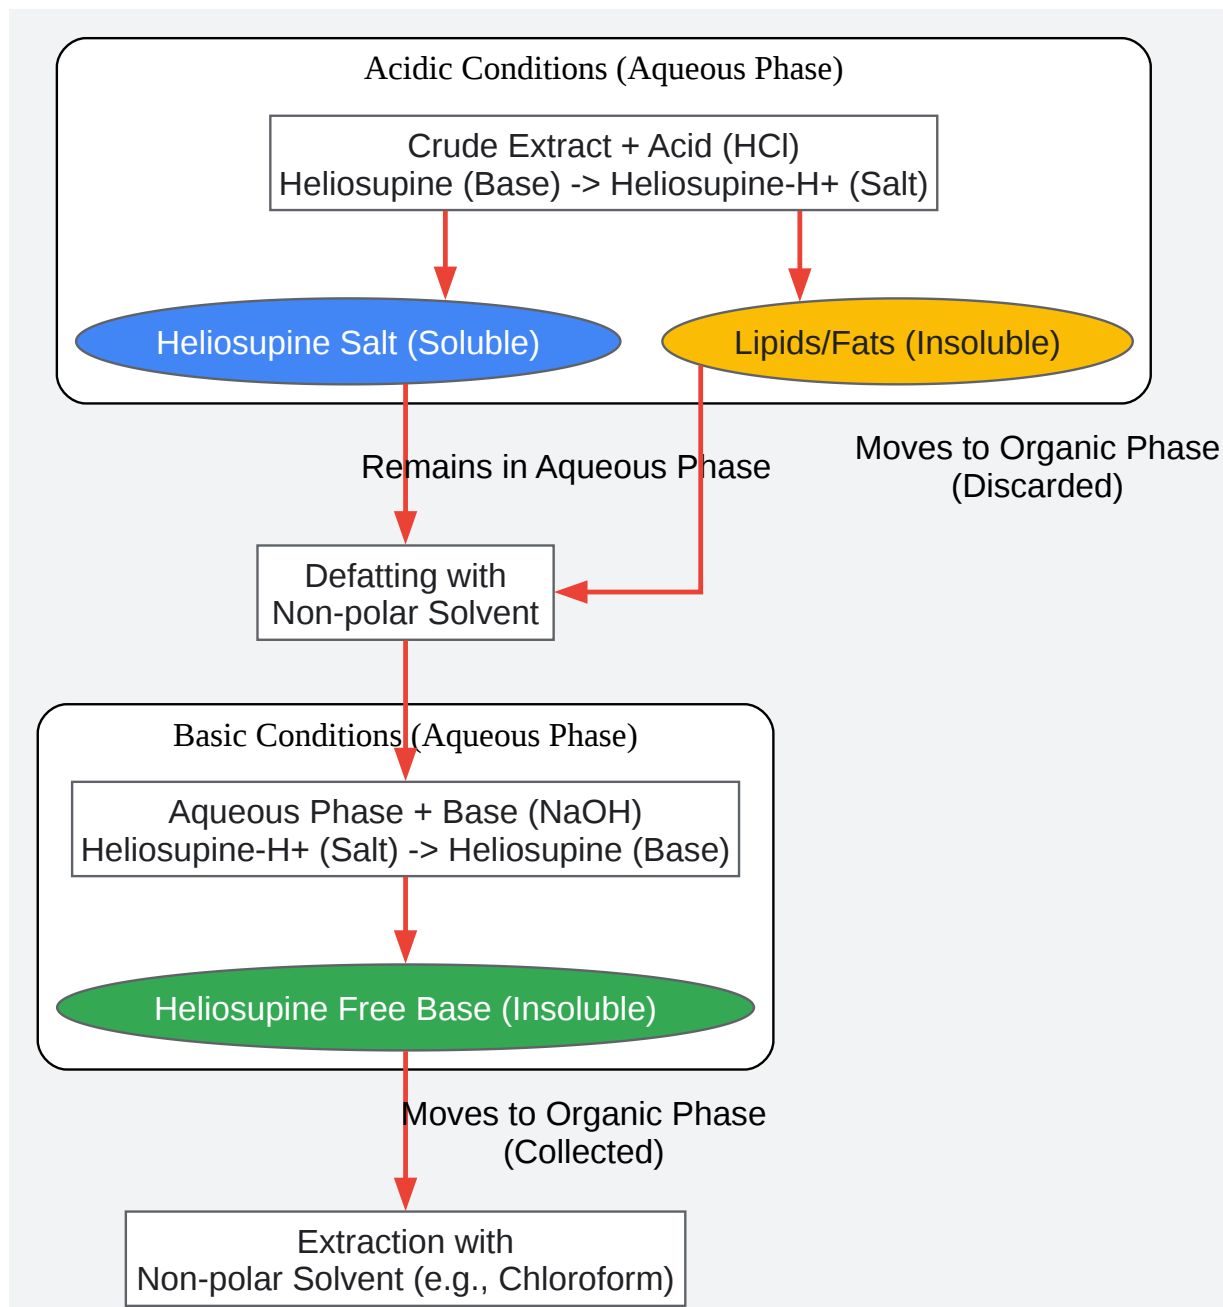 Acidic Conditions (Aqueous Phase)
Crude Extract + Acid (HCl)
Heliosupine (Base) -> Heliosupine-H+ (Salt)
Heliosupine Salt (Soluble)
Lipids/Fats (Insoluble)
Remains in Aqueous Phase
Moves to Organic Phase
(Discarded)
Defatting with
Non-polar Solvent
Basic Conditions (Aqueous Phase)
Aqueous Phase + Base (NaOH)
Heliosupine-H+ (Salt) -> Heliosupine (Base)
Heliosupine Free Base (Insoluble)
Moves to Organic Phase
(Collected)
Extraction with
Non-polar Solvent (e.g., Chloroform)